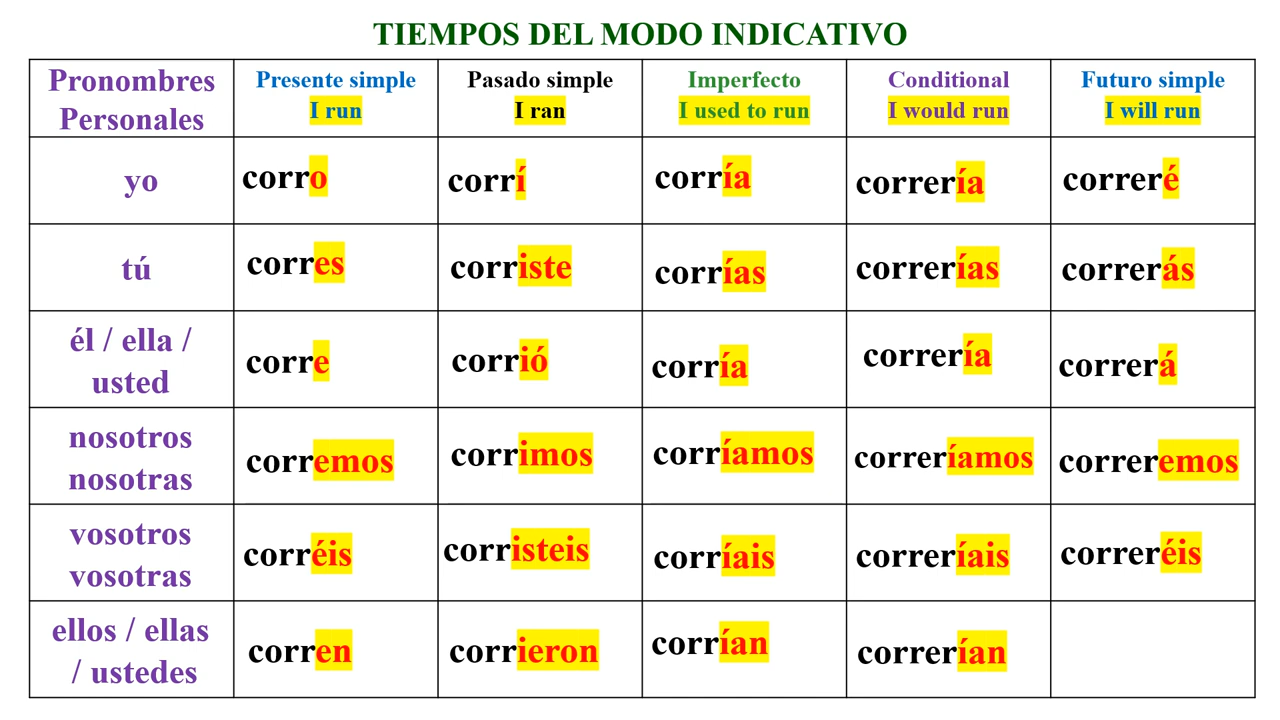 TIEMPOS DEL MODO INDICATIVO
Pronombres Personales | Presente simple I run | Pasado simple I ran | Imperfecto I used to run | Conditional I would run | Futuro simple I will run
yo | corro | corrí | corría | correría | correré
tú | corres | corriste | corrías | correrías | correrás
él / ella / usted | corre | corrió | corría | correría | correrá
nosotros nosotras | corremos | corrimos | corríamos | correríamos | correremos
vosotros vosotras | corréis | corristeis | corríais | correríais | correréis
ellos / ellas / ustedes | corren | corrieron | corrían | correrían